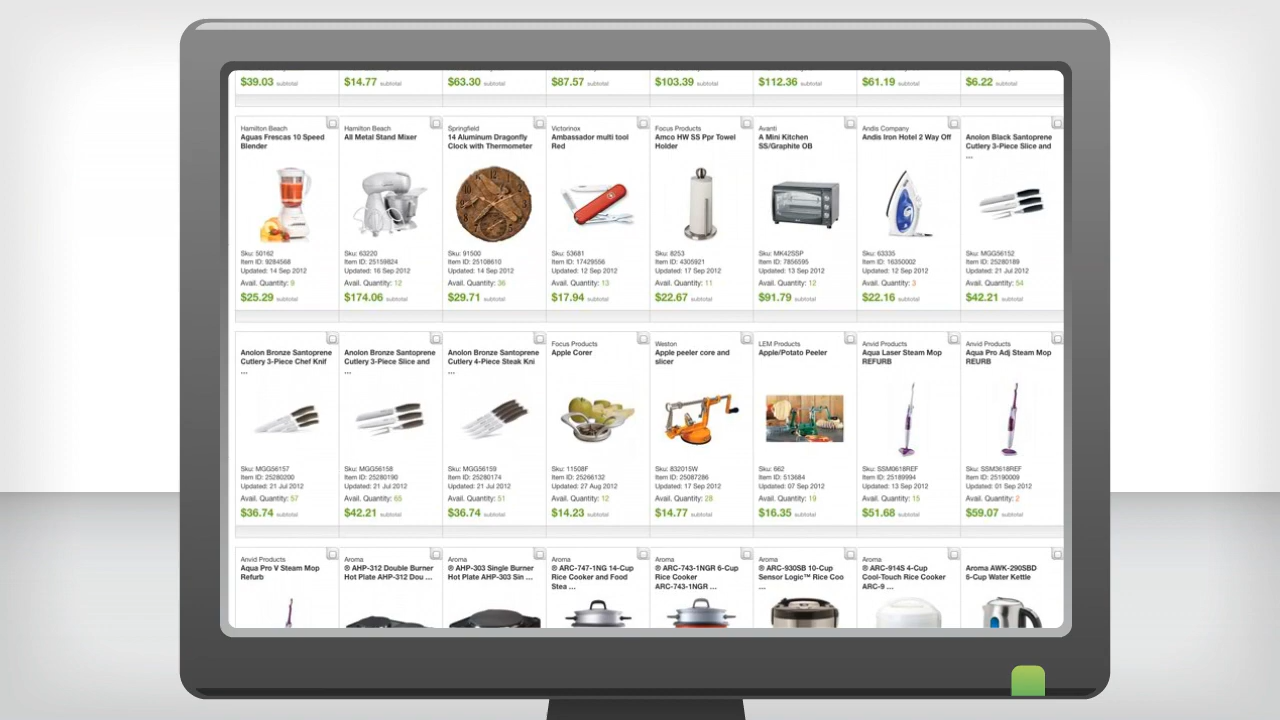 $39.03 subtotal
$14.77 subtotal
$63.30 subtotal
$87.57 subtotal
$103.39 subtotal
$112.36 subtotal
$61.19 subtotal
$6.22 subtotal
Hamilton Beach
Aguas Frescas 10 Speed
Blender
Sku: 50162
Item ID: 9284568
Updated: 14 Sep 2012
Avail. Quantity: 9
$25.29 subtotal
Hamilton Beach
All Metal Stand Mixer
Sku: 63220
Item ID: 25159824
Updated: 16 Sep 2012
Avail. Quantity: 12
$174.06 subtotal
Springfield
14 Aluminum Dragonfly
Clock with Thermometer
Sku: 91500
Item ID: 25108610
Updated: 14 Sep 2012
Avail. Quantity: 36
$29.71 subtotal
Victorinox
Ambassador multi tool
Red
Sku: 53681
Item ID: 17429556
Updated: 12 Sep 2012
Avail. Quantity: 13
$17.94 subtotal
Focus Products
Amco HW SS Ppr Towel
Holder
Sku: 8253
Item ID: 4305921
Updated: 17 Sep 2012
Avail. Quantity: 11
$22.67 subtotal
Avanti
A Mini Kitchen
SS/Graphite OB
Sku: MK42SSP
Item ID: 7856595
Updated: 13 Sep 2012
Avail. Quantity: 12
$91.79 subtotal
Andis Company
Andis Iron Hotel 2 Way Off
Sku: 63335
Item ID: 16350002
Updated: 12 Sep 2012
Avail. Quantity: 3
$22.16 subtotal
Anolon Black Santoprene
Cutlery 3-Piece Slice and
...
Sku: MGG56152
Item ID: 25280189
Updated: 21 Jul 2012
Avail. Quantity: 54
$42.21 subtotal
Anolon Bronze Santoprene
Cutlery 3-Piece Chef Knif
...
Sku: MGG56157
Item ID: 25280200
Updated: 21 Jul 2012
Avail. Quantity: 57
$36.74 subtotal
Anolon Bronze Santoprene
Cutlery 3-Piece Slice and
...
Sku: MGG56158
Item ID: 25280190
Updated: 21 Jul 2012
Avail. Quantity: 65
$42.21 subtotal
Anolon Bronze Santoprene
Cutlery 4-Piece Steak Kni
...
Sku: MGG56159
Item ID: 25280174
Updated: 21 Jul 2012
Avail. Quantity: 51
$36.74 subtotal
Focus Products
Apple Corer
Sku: 11508F
Item ID: 25266132
Updated: 27 Aug 2012
Avail. Quantity: 12
$14.23 subtotal
Weston
Apple peeler core and
slicer
Sku: 832015W
Item ID: 25087286
Updated: 17 Sep 2012
Avail. Quantity: 28
$14.77 subtotal
LEM Products
Apple/Potato Peeler
Sku: 662
Item ID: 513684
Updated: 07 Sep 2012
Avail. Quantity: 19
$16.35 subtotal
Anvid Products
Aqua Laser Steam Mop
REFURB
Sku: SSM0618REF
Item ID: 25189994
Updated: 13 Sep 2012
Avail. Quantity: 15
$51.68 subtotal
Anvid Products
Aqua Pro Adj Steam Mop
REURB
Sku: SSM3618REF
Item ID: 25190009
Updated: 01 Sep 2012
Avail. Quantity: 2
$59.07 subtotal
Anvid Products
Aqua Pro V Steam Mop
Refurb
Aroma
® AHP-312 Double Burner
Hot Plate AHP-312 Dou ...
Aroma
® AHP-303 Single Burner
Hot Plate AHP-303 Sin ...
Aroma
® ARC-747-1NG 14-Cup
Rice Cooker and Food
Stea ...
Aroma
® ARC-743-1NGR 6-Cup
Rice Cooker
ARC-743-1NGR ...
Aroma
® ARC-930SB 10-Cup
Sensor Logic™ Rice Coo
...
Aroma
® ARC-914S 4-Cup
Cool-Touch Rice Cooker
ARC-9 ...
Aroma AWK-290SBD
6-Cup Water Kettle